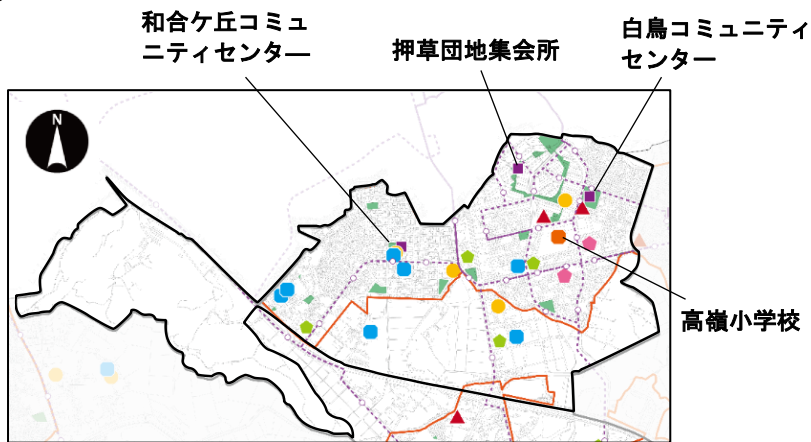 和合ケ丘コミュ
ニティセンター
押草団地集会所
白鳥コミュニティ
センター
N
高嶺小学校